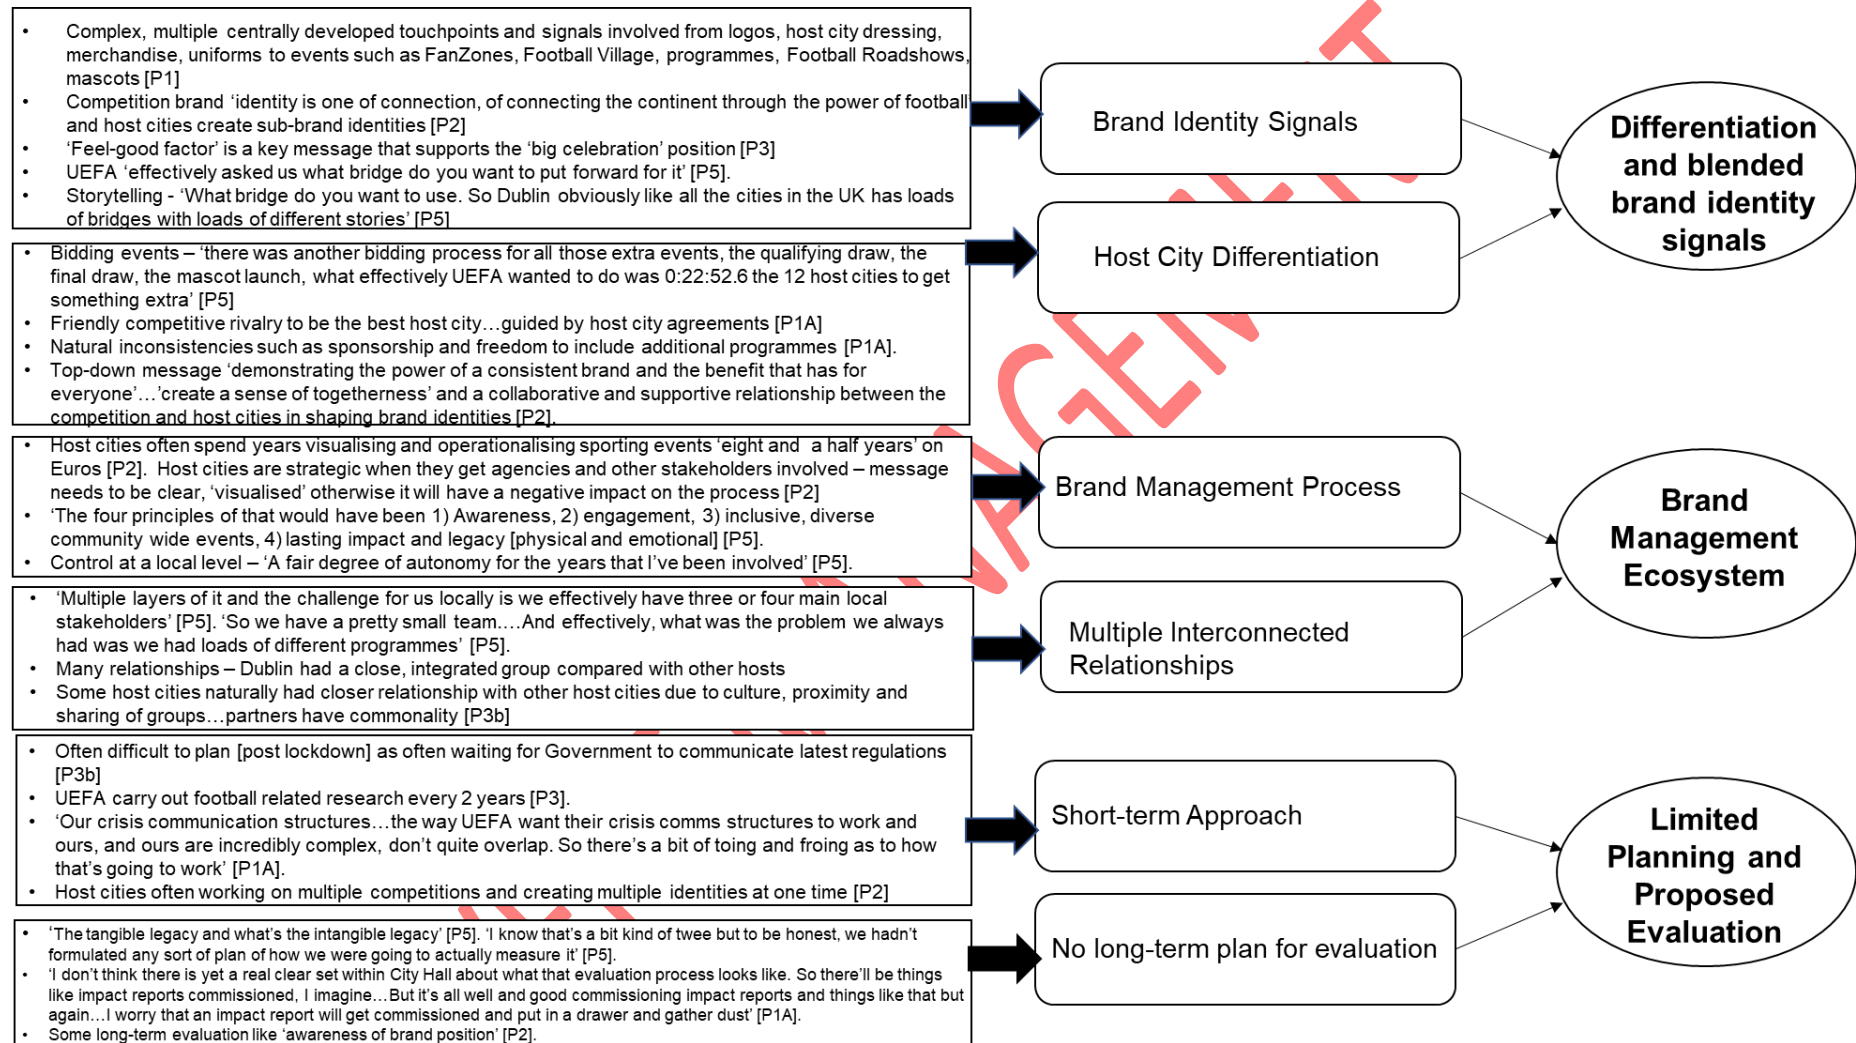 • Complex, multiple centrally developed touchpoints and signals involved from logos, host city dressing,
merchandise, uniforms to events such as FanZones, Football Village, programmes, Football Roadshows,
mascots [P1]
• Competition brand ‘identity is one of connection, of connecting the continent through the power of football’
and host cities create sub-brand identities [P2]
• ‘Feel-good factor’ is a key message that supports the ‘big celebration’ position [P3]
• UEFA ‘effectively asked us what bridge do you want to put forward for it’ [P5].
• Storytelling - ‘What bridge do you want to use. So Dublin obviously like all the cities in the UK has loads
of bridges with loads of different stories’ [P5]
Brand Identity Signals
Differentiation
and blended
brand identity
signals
• Bidding events – ‘there was another bidding process for all those extra events, the qualifying draw, the
final draw, the mascot launch, what effectively UEFA wanted to do was 0:22:52.6 the 12 host cities to get
something extra’ [P5]
• Friendly competitive rivalry to be the best host city…guided by host city agreements [P1A]
• Natural inconsistencies such as sponsorship and freedom to include additional programmes [P1A].
• Top-down message ‘demonstrating the power of a consistent brand and the benefit that has for
everyone’…’create a sense of togetherness’ and a collaborative and supportive relationship between the
competition and host cities in shaping brand identities [P2].
Host City Differentiation
• Host cities often spend years visualising and operationalising sporting events ‘eight and a half years’ on
Euros [P2]. Host cities are strategic when they get agencies and other stakeholders involved – message
needs to be clear, ‘visualised’ otherwise it will have a negative impact on the process [P2]
• ‘The four principles of that would have been 1) Awareness, 2) engagement, 3) inclusive, diverse
community wide events, 4) lasting impact and legacy [physical and emotional] [P5].
• Control at a local level – ‘A fair degree of autonomy for the years that I’ve been involved’ [P5].
Brand Management Process
Brand
Management
Ecosystem
• ‘Multiple layers of it and the challenge for us locally is we effectively have three or four main local
stakeholders’ [P5]. ‘So we have a pretty small team….And effectively, what was the problem we always
had was we had loads of different programmes’ [P5].
• Many relationships – Dublin had a close, integrated group compared with other hosts
• Some host cities naturally had closer relationship with other host cities due to culture, proximity and
sharing of groups…partners have commonality [P3b]
Multiple Interconnected
Relationships
• Often difficult to plan [post lockdown] as often waiting for Government to communicate latest regulations
[P3b]
• UEFA carry out football related research every 2 years [P3].
• ‘Our crisis communication structures…the way UEFA want their crisis comms structures to work and
ours, and ours are incredibly complex, don’t quite overlap. So there’s a bit of toing and froing as to how
that’s going to work’ [P1A].
• Host cities often working on multiple competitions and creating multiple identities at one time [P2]
Short-term Approach
Limited
Planning and
Proposed
Evaluation
• ‘The tangible legacy and what’s the intangible legacy’ [P5]. ‘I know that’s a bit kind of twee but to be honest, we hadn’t
formulated any sort of plan of how we were going to actually measure it’ [P5].
• ‘I don’t think there is yet a real clear set within City Hall about what that evaluation process looks like. So there’ll be things
like impact reports commissioned, I imagine…But it’s all well and good commissioning impact reports and things like that but
again…I worry that an impact report will get commissioned and put in a drawer and gather dust’ [P1A].
• Some long-term evaluation like ‘awareness of brand position’ [P2].
No long-term plan for evaluation